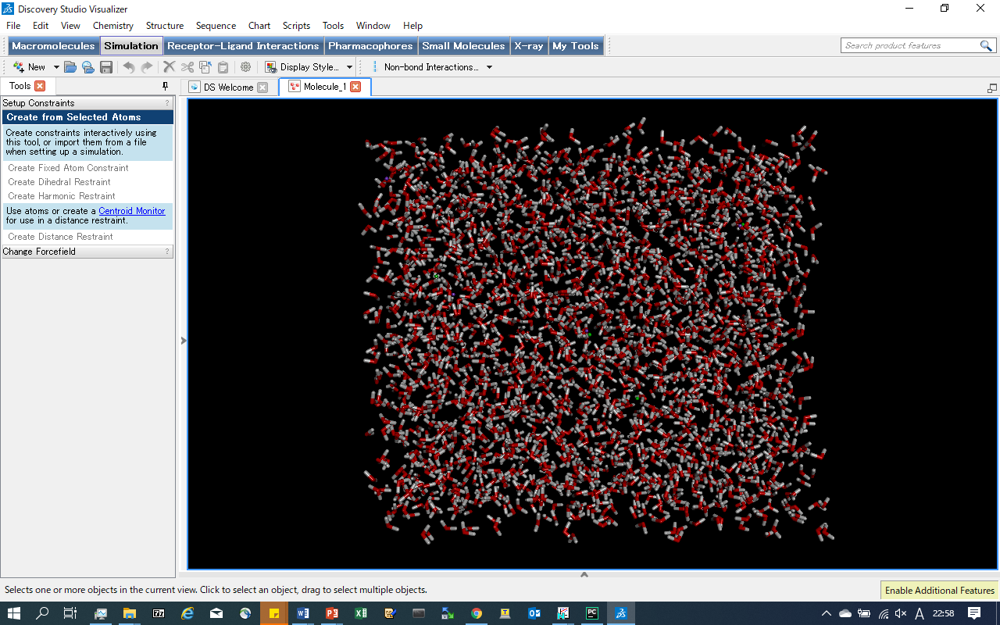 Discovery Studio Visualizer
File Edit View Chemistry Structure Sequence Chart Scripts Tools Window Help
Macromolecules Simulation Receptor-Ligand Interactions Pharmacophores Small Molecules X-ray My Tools
Search product features
New Display Style... Non-bond Interactions...
Tools DS Welcome Molecule_1
Setup Constraints ?
Create from Selected Atoms
Create constraints interactively using
this tool, or import them from a file
when setting up a simulation.
Create Fixed Atom Constraint
Create Dihedral Restraint
Create Harmonic Restraint
Use atoms or create a Centroid Monitor
for use in a distance restraint.
Create Distance Restraint
Change Forcefield ?
Selects one or more objects in the current view. Click to select an object, drag to select multiple objects.
Enable Additional Features
A 22:58